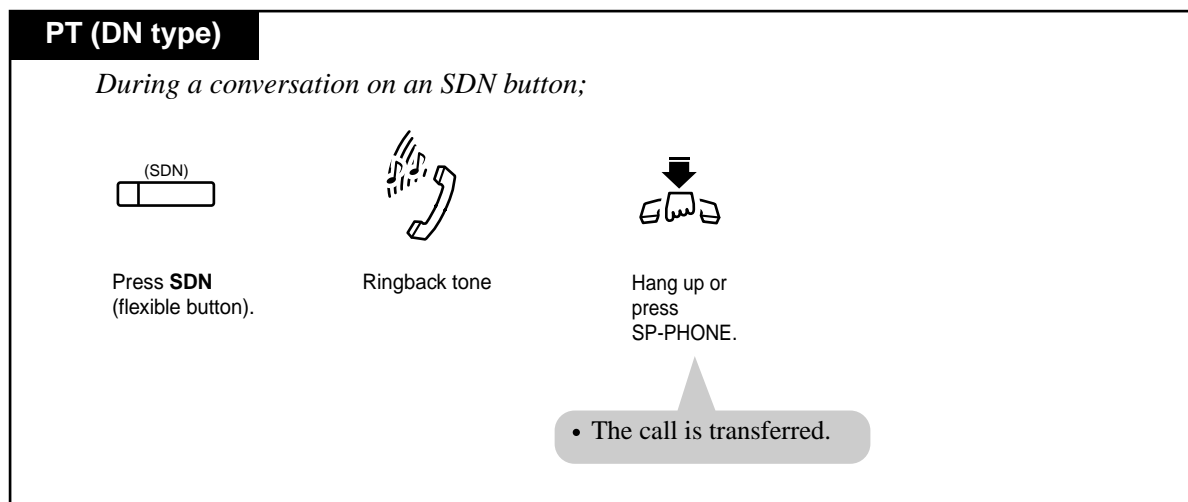 PT (DN type)
During a conversation on an SDN button;
(SDN)
Press SDN
(flexible button).
Ringback tone
Hang up or
press
SP-PHONE.
• The call is transferred.